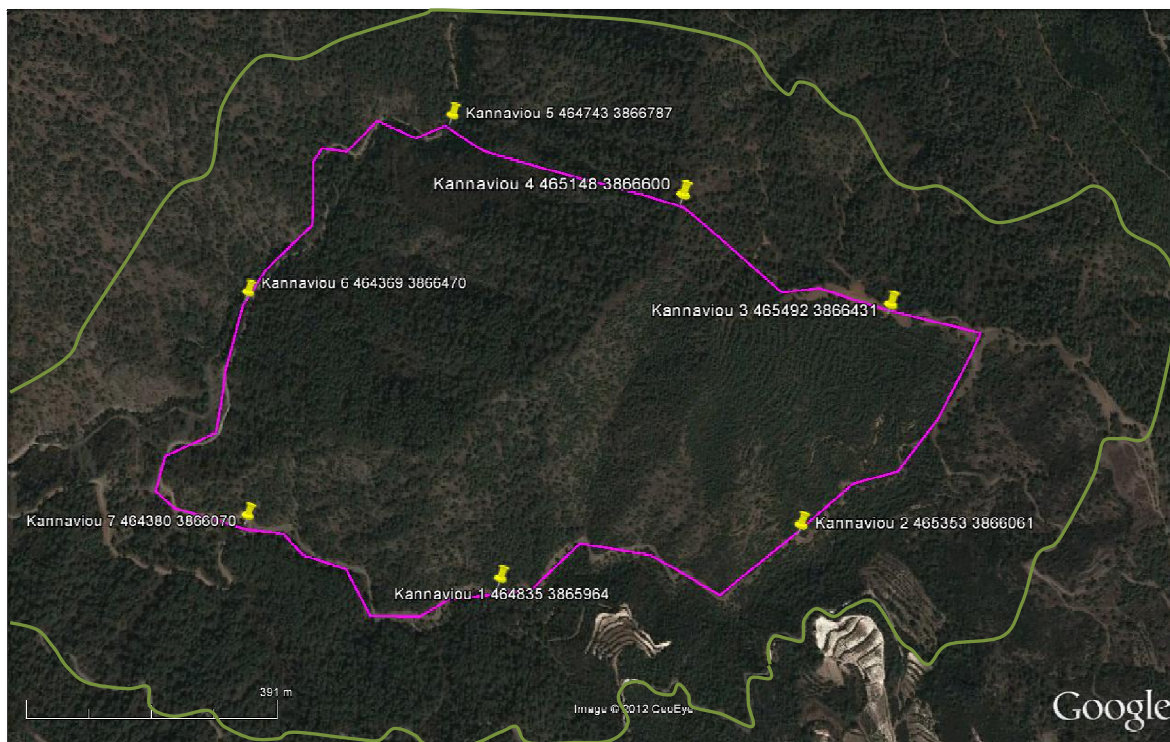 Kannaviou 5 464743 3866787
Kannaviou 4 465148 3866600
Kannaviou 6 464369 3866470
Kannaviou 3 465492 3866431
Kannaviou 7 464380 3866070
Kannaviou 2 465353 3866061
Kannaviou 1 464835 3865964
391 m
Image © 2012 GeoEye
Google